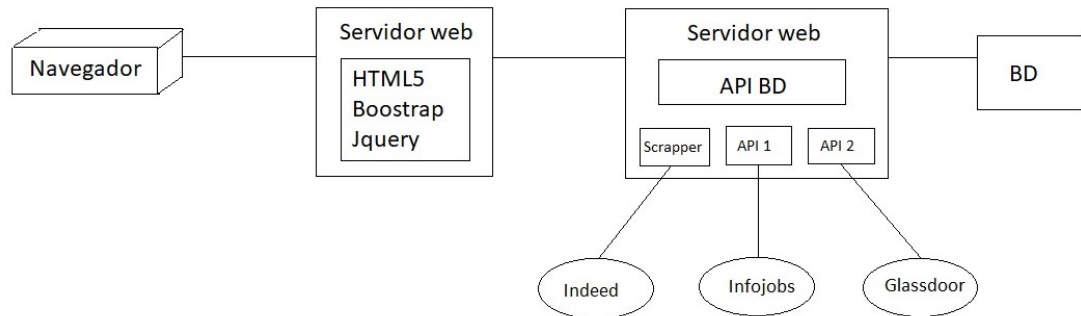 Navegador
Servidor web
HTML5
Boostrap
Jquery
Servidor web
API BD
Scrapper
API 1
API 2
BD
Indeed
Infojobs
Glassdoor